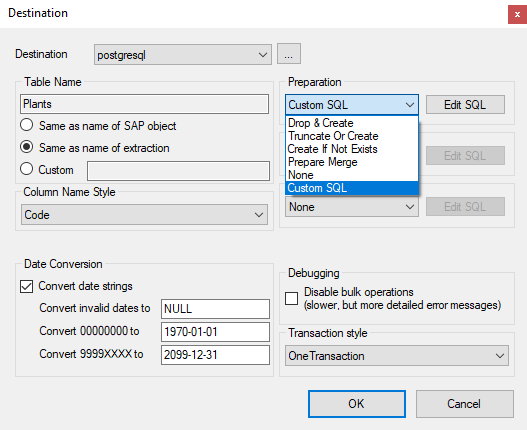 Destination
x
Destination
postgresql
...
Table Name
Plants
Same as name of SAP object
Same as name of extraction
Custom
Column Name Style
Code
Preparation
Custom SQL
Edit SQL
Drop & Create
Truncate Or Create
Create If Not Exists
Prepare Merge
None
Custom SQL
Edit SQL
None
Edit SQL
Date Conversion
Convert date strings
Convert invalid dates to
NULL
Convert 00000000 to
1970-01-01
Convert 9999XXXX to
2099-12-31
Debugging
Disable bulk operations
(slower, but more detailed error messages)
Transaction style
OneTransaction
OK
Cancel